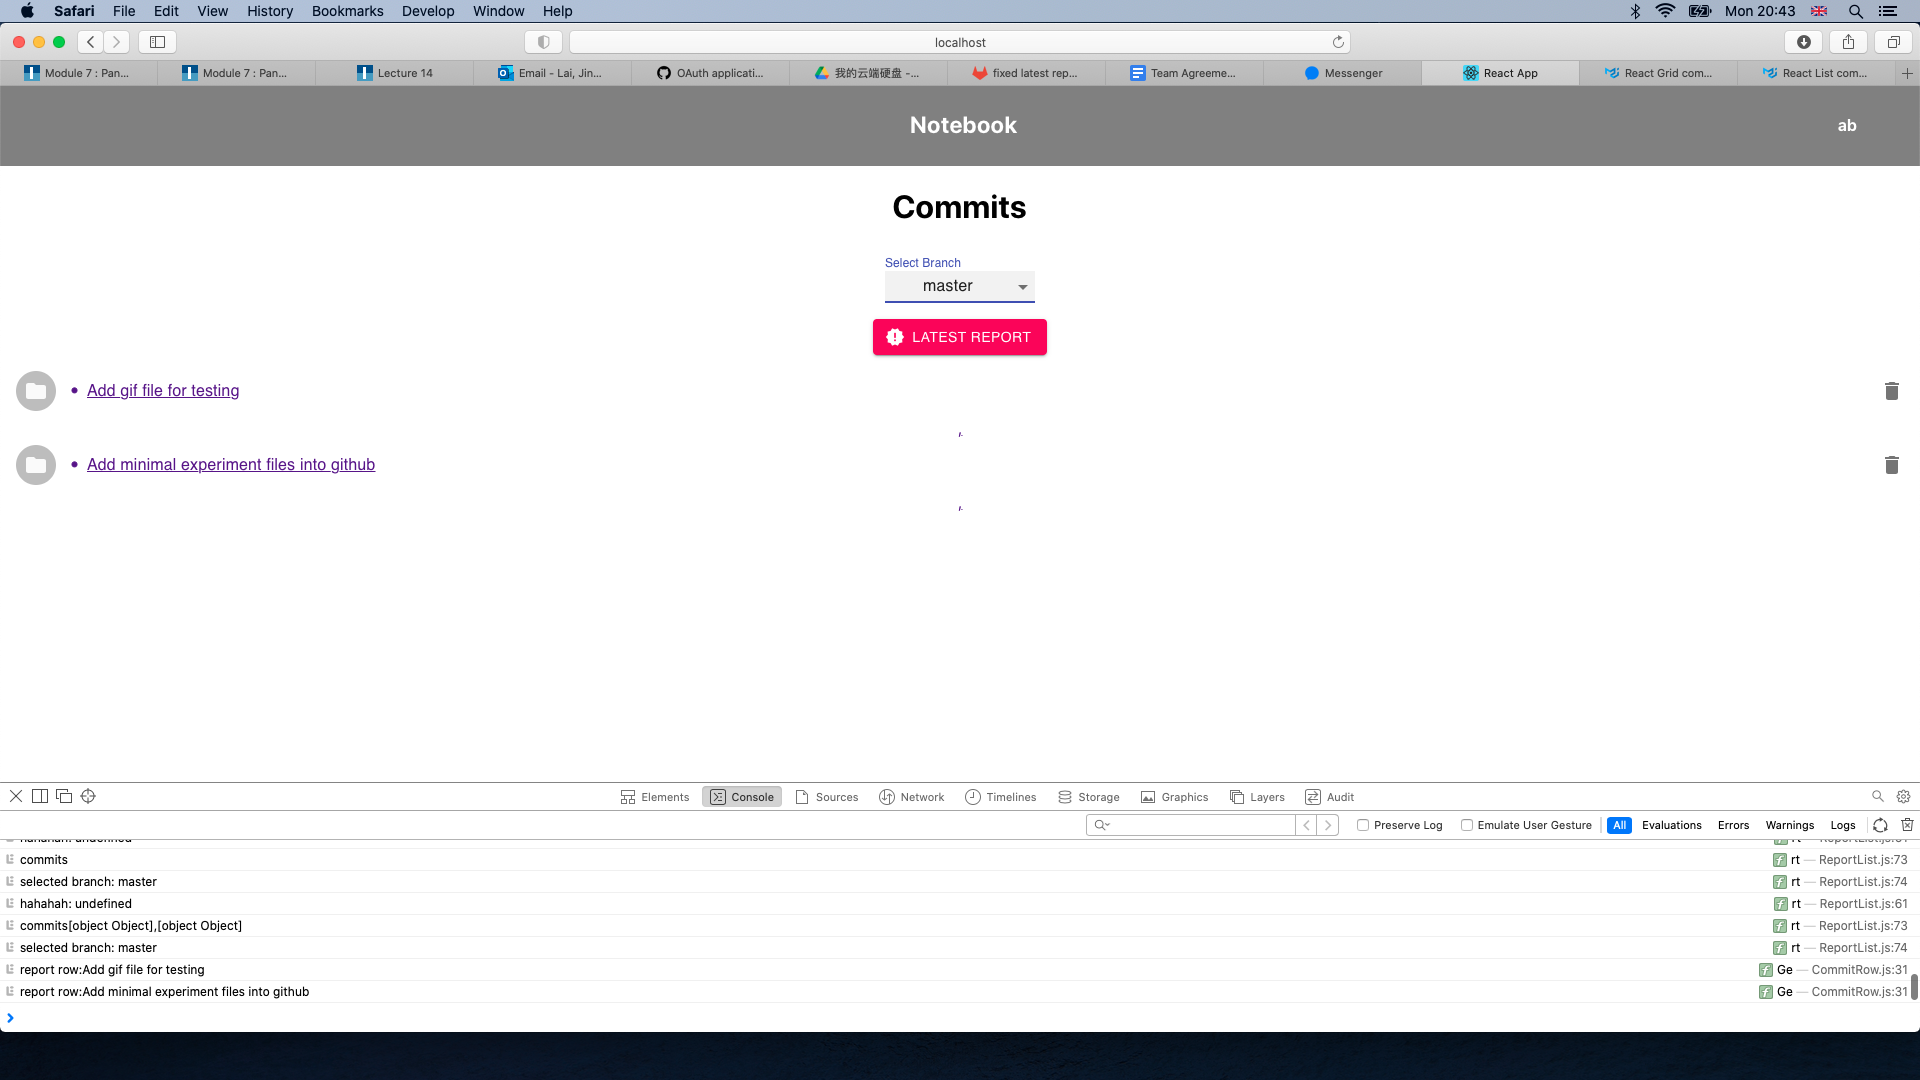 Safari File Edit View History Bookmarks Develop Window Help Mon 20:43
localhost
Module 7 : Pan... Module 7 : Pan... Lecture 14 Email - Lai, Jin... OAuth applicati... 我的云端硬盘 -... fixed latest rep... Team Agreeme... Messenger React App React Grid com... React List com...
Notebook ab
Commits
Select Branch
master
LATEST REPORT
• Add gif file for testing
• Add minimal experiment files into github
Elements Console Sources Network Timelines Storage Graphics Layers Audit
Preserve Log Emulate User Gesture All Evaluations Errors Warnings Logs
hahahah: undefined rt — ReportList.js:61
commits rt — ReportList.js:73
selected branch: master rt — ReportList.js:74
hahahah: undefined rt — ReportList.js:61
commits[object Object],[object Object] rt — ReportList.js:73
selected branch: master rt — ReportList.js:74
report row:Add gif file for testing Ge — CommitRow.js:31
report row:Add minimal experiment files into github Ge — CommitRow.js:31